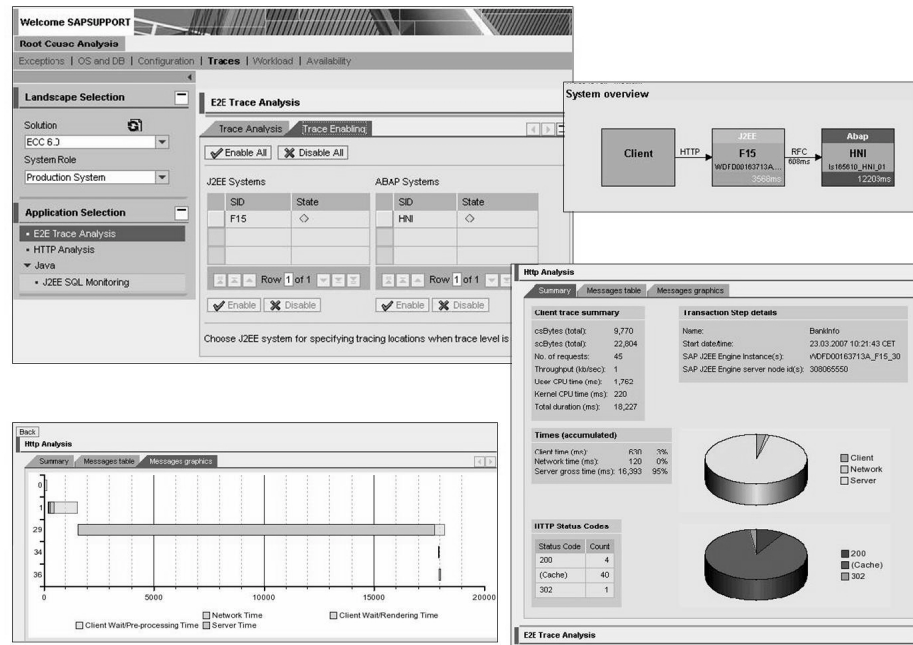 Welcome SAPSUPPORT
Root Cause Analysis
Exceptions | OS and DB | Configuration | Traces | Workload | Availability
Landscape Selection
Solution
ECC 6.0
System Role
Production System
Application Selection
E2E Trace Analysis
HTTP Analysis
Java
J2EE SQL Monitoring
E2E Trace Analysis
Trace Analysis Trace Enabling
Enable All Disable All
J2EE Systems ABAP Systems
SID State SID State
F15 HNI
Row 1 of 1 Row 1 of 1
Enable Disable Enable Disable
Choose J2EE system for specifying tracing locations when trace level is
System overview
Client
HTTP
J2EE
F15
WDFD00163713A...
3568ms
RFC
608ms
Abap
HNI
ls165610_HNI_01
12203ms
Http Analysis
Summary Messages table Messages graphics
Client trace summary
csBytes (total): 9,770
scBytes (total): 22,804
No. of requests: 45
Throughput (kb/sec): 1
User CPU time (ms): 1,762
Kernel CPU time (ms): 220
Total duration (ms): 18,227
Transaction Step details
Name: BankInfo
Start date/time: 23.03.2007 10:21:43 CET
SAP J2EE Engine Instance(s): WDFD00163713A_F15_30
SAP J2EE Engine server node id(s): 308065550
Times (accumulated)
Client time (ms): 630 3%
Network time (ms): 120 0%
Server gross time (ms): 16,393 95%
Client
Network
Server
HTTP Status Codes
Status Code Count
200 4
(Cache) 40
302 1
200
(Cache)
302
E2E Trace Analysis
Back
Http Analysis
Summary Messages table Messages graphics
0
1
29
34
36
0 5000 10000 15000 20000
Network Time Client Wait/Rendering Time
Client Wait/Pre-processing Time Server Time